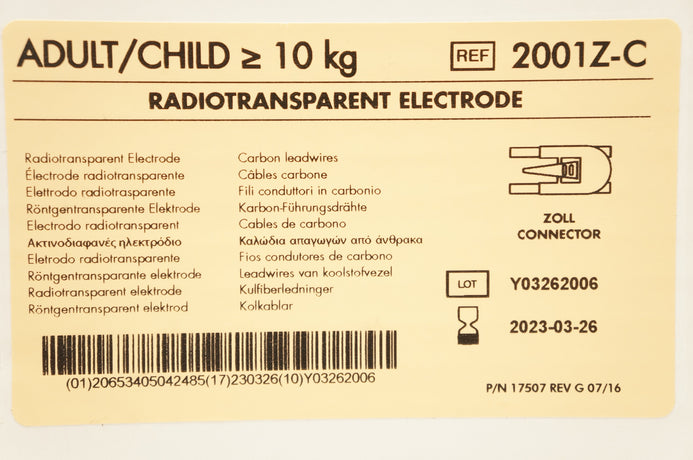 ADULT/CHILD ≥ 10 kg REF 2001Z-C
RADIOTRANSPARENT ELECTRODE
Radiotransparent Electrode
Électrode radiotransparente
Elettrodo radiotrasparente
Röntgentransparente Elektrode
Electrodo radiotransparent
Ακτινοδιαφανές ηλεκτρόδιο
Eletrodo radiotransparente
Röntgentransparante elektrode
Radiotransparent elektrode
Röntgentransparent elektrod
Carbon leadwires
Câbles carbone
Fili conduttori in carbonio
Karbon-Führungsdrähte
Cables de carbono
Καλώδια απαγωγών από άνθρακα
Fios condutores de carbono
Leadwires van koolstofvezel
Kulfiberledninger
Kolkablar
ZOLL
CONNECTOR
LOT Y03262006
2023-03-26
(01)20653405042485(17)230326(10)Y03262006
P/N 17507 REV G 07/16